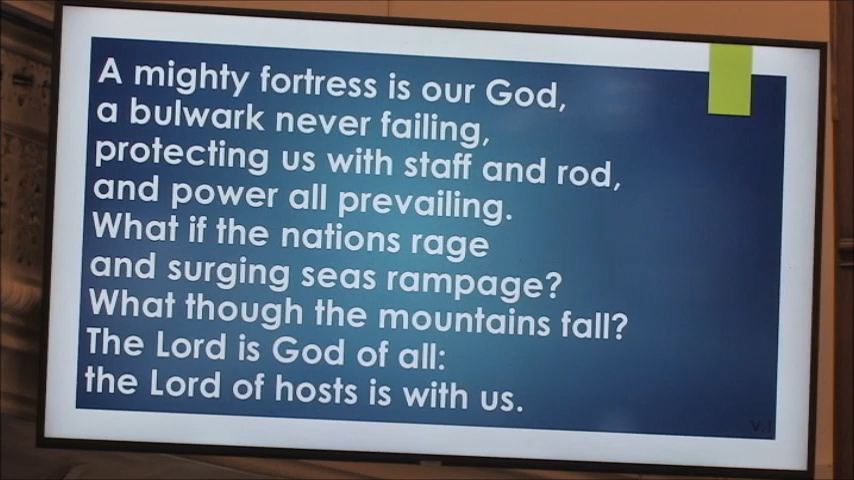 A mighty fortress is our God,
a bulwark never failing,
protecting us with staff and rod,
and power all prevailing.
What if the nations rage
and surging seas rampage?
What though the mountains fall?
The Lord is God of all:
the Lord of hosts is with us.